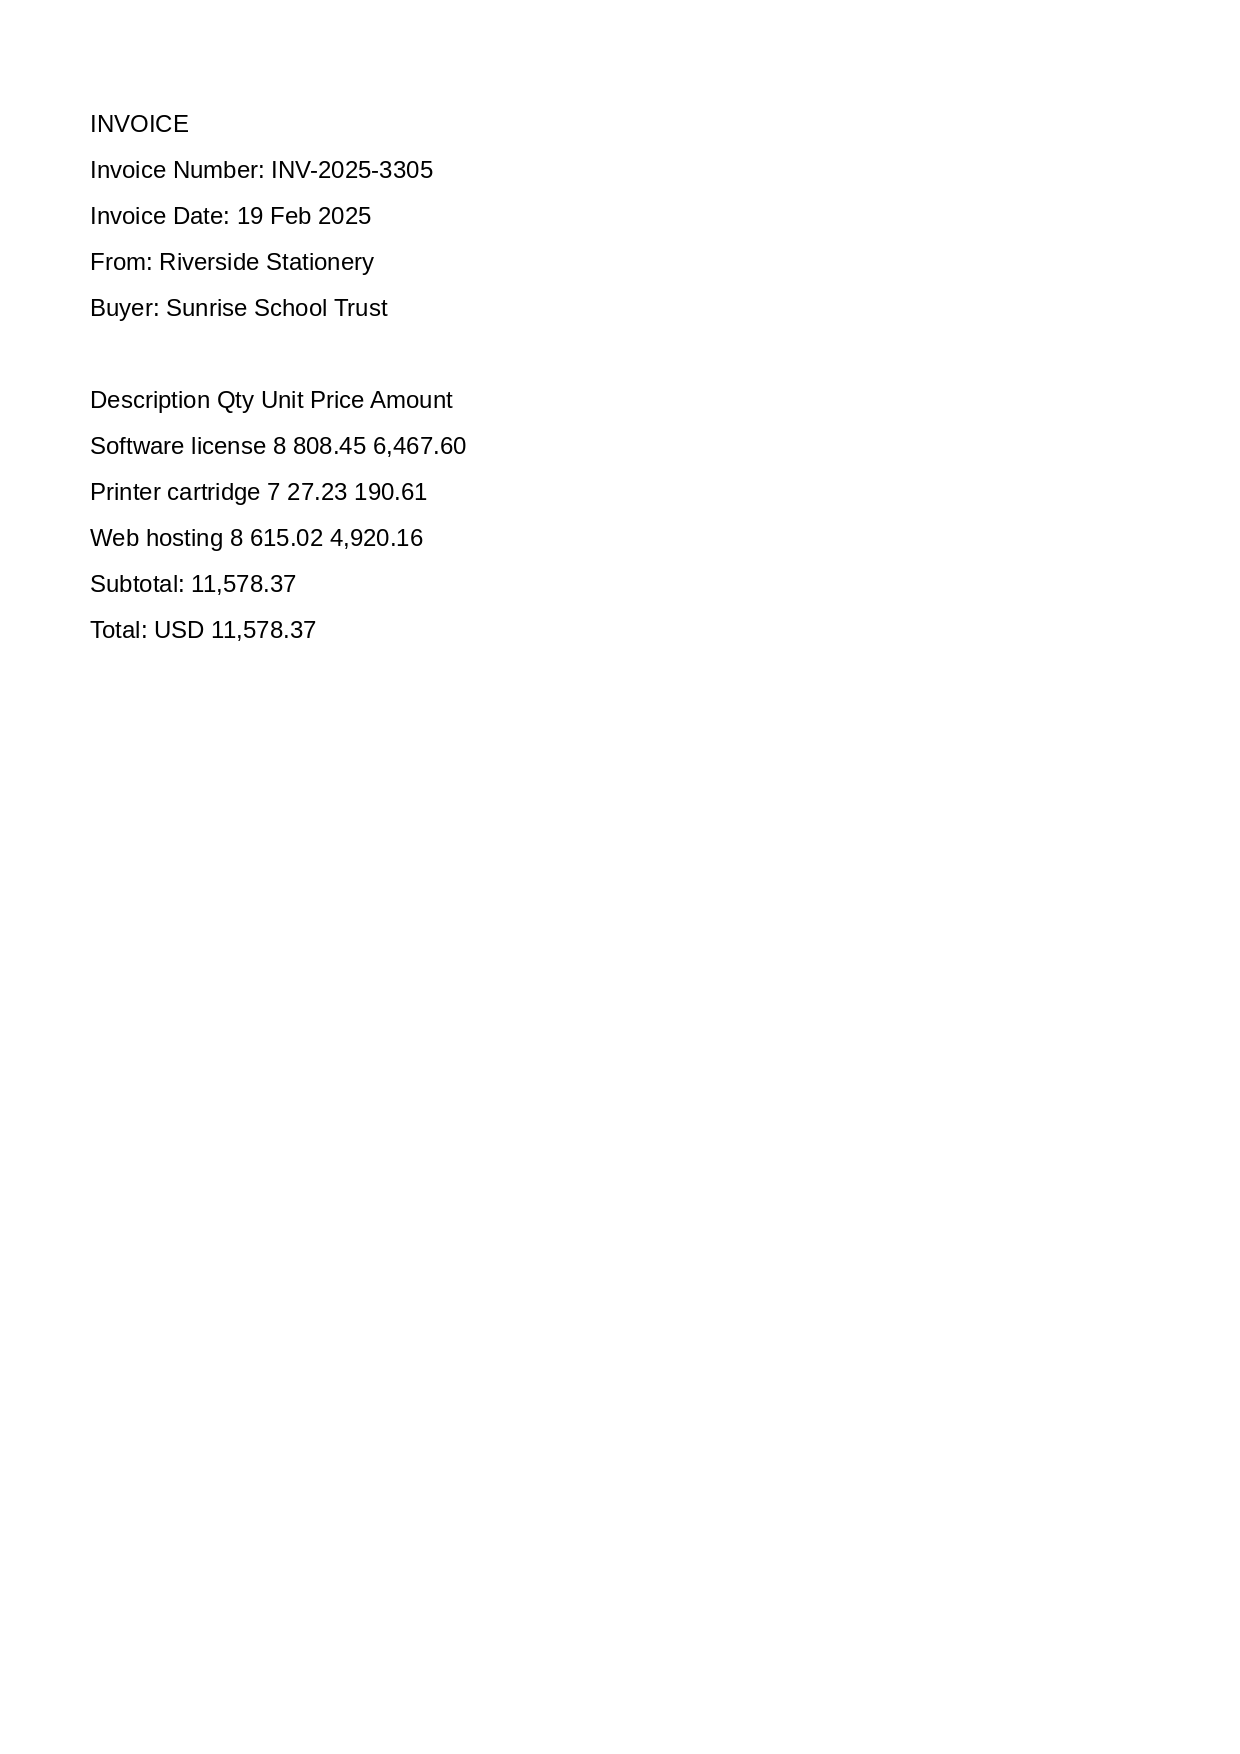 INVOICE
Invoice Number: INV-2025-3305
Invoice Date: 19 Feb 2025
From: Riverside Stationery
Buyer: Sunrise School Trust
Description Qty Unit Price Amount
Software license 8 808.45 6,467.60
Printer cartridge 7 27.23 190.61
Web hosting 8 615.02 4,920.16
Subtotal: 11,578.37
Total: USD 11,578.37